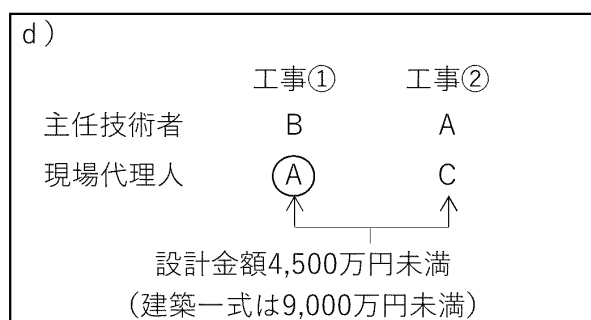 d）
工事① 工事②
主任技術者 B A
現場代理人 A C
設計金額4,500万円未満
（建築一式は9,000万円未満）